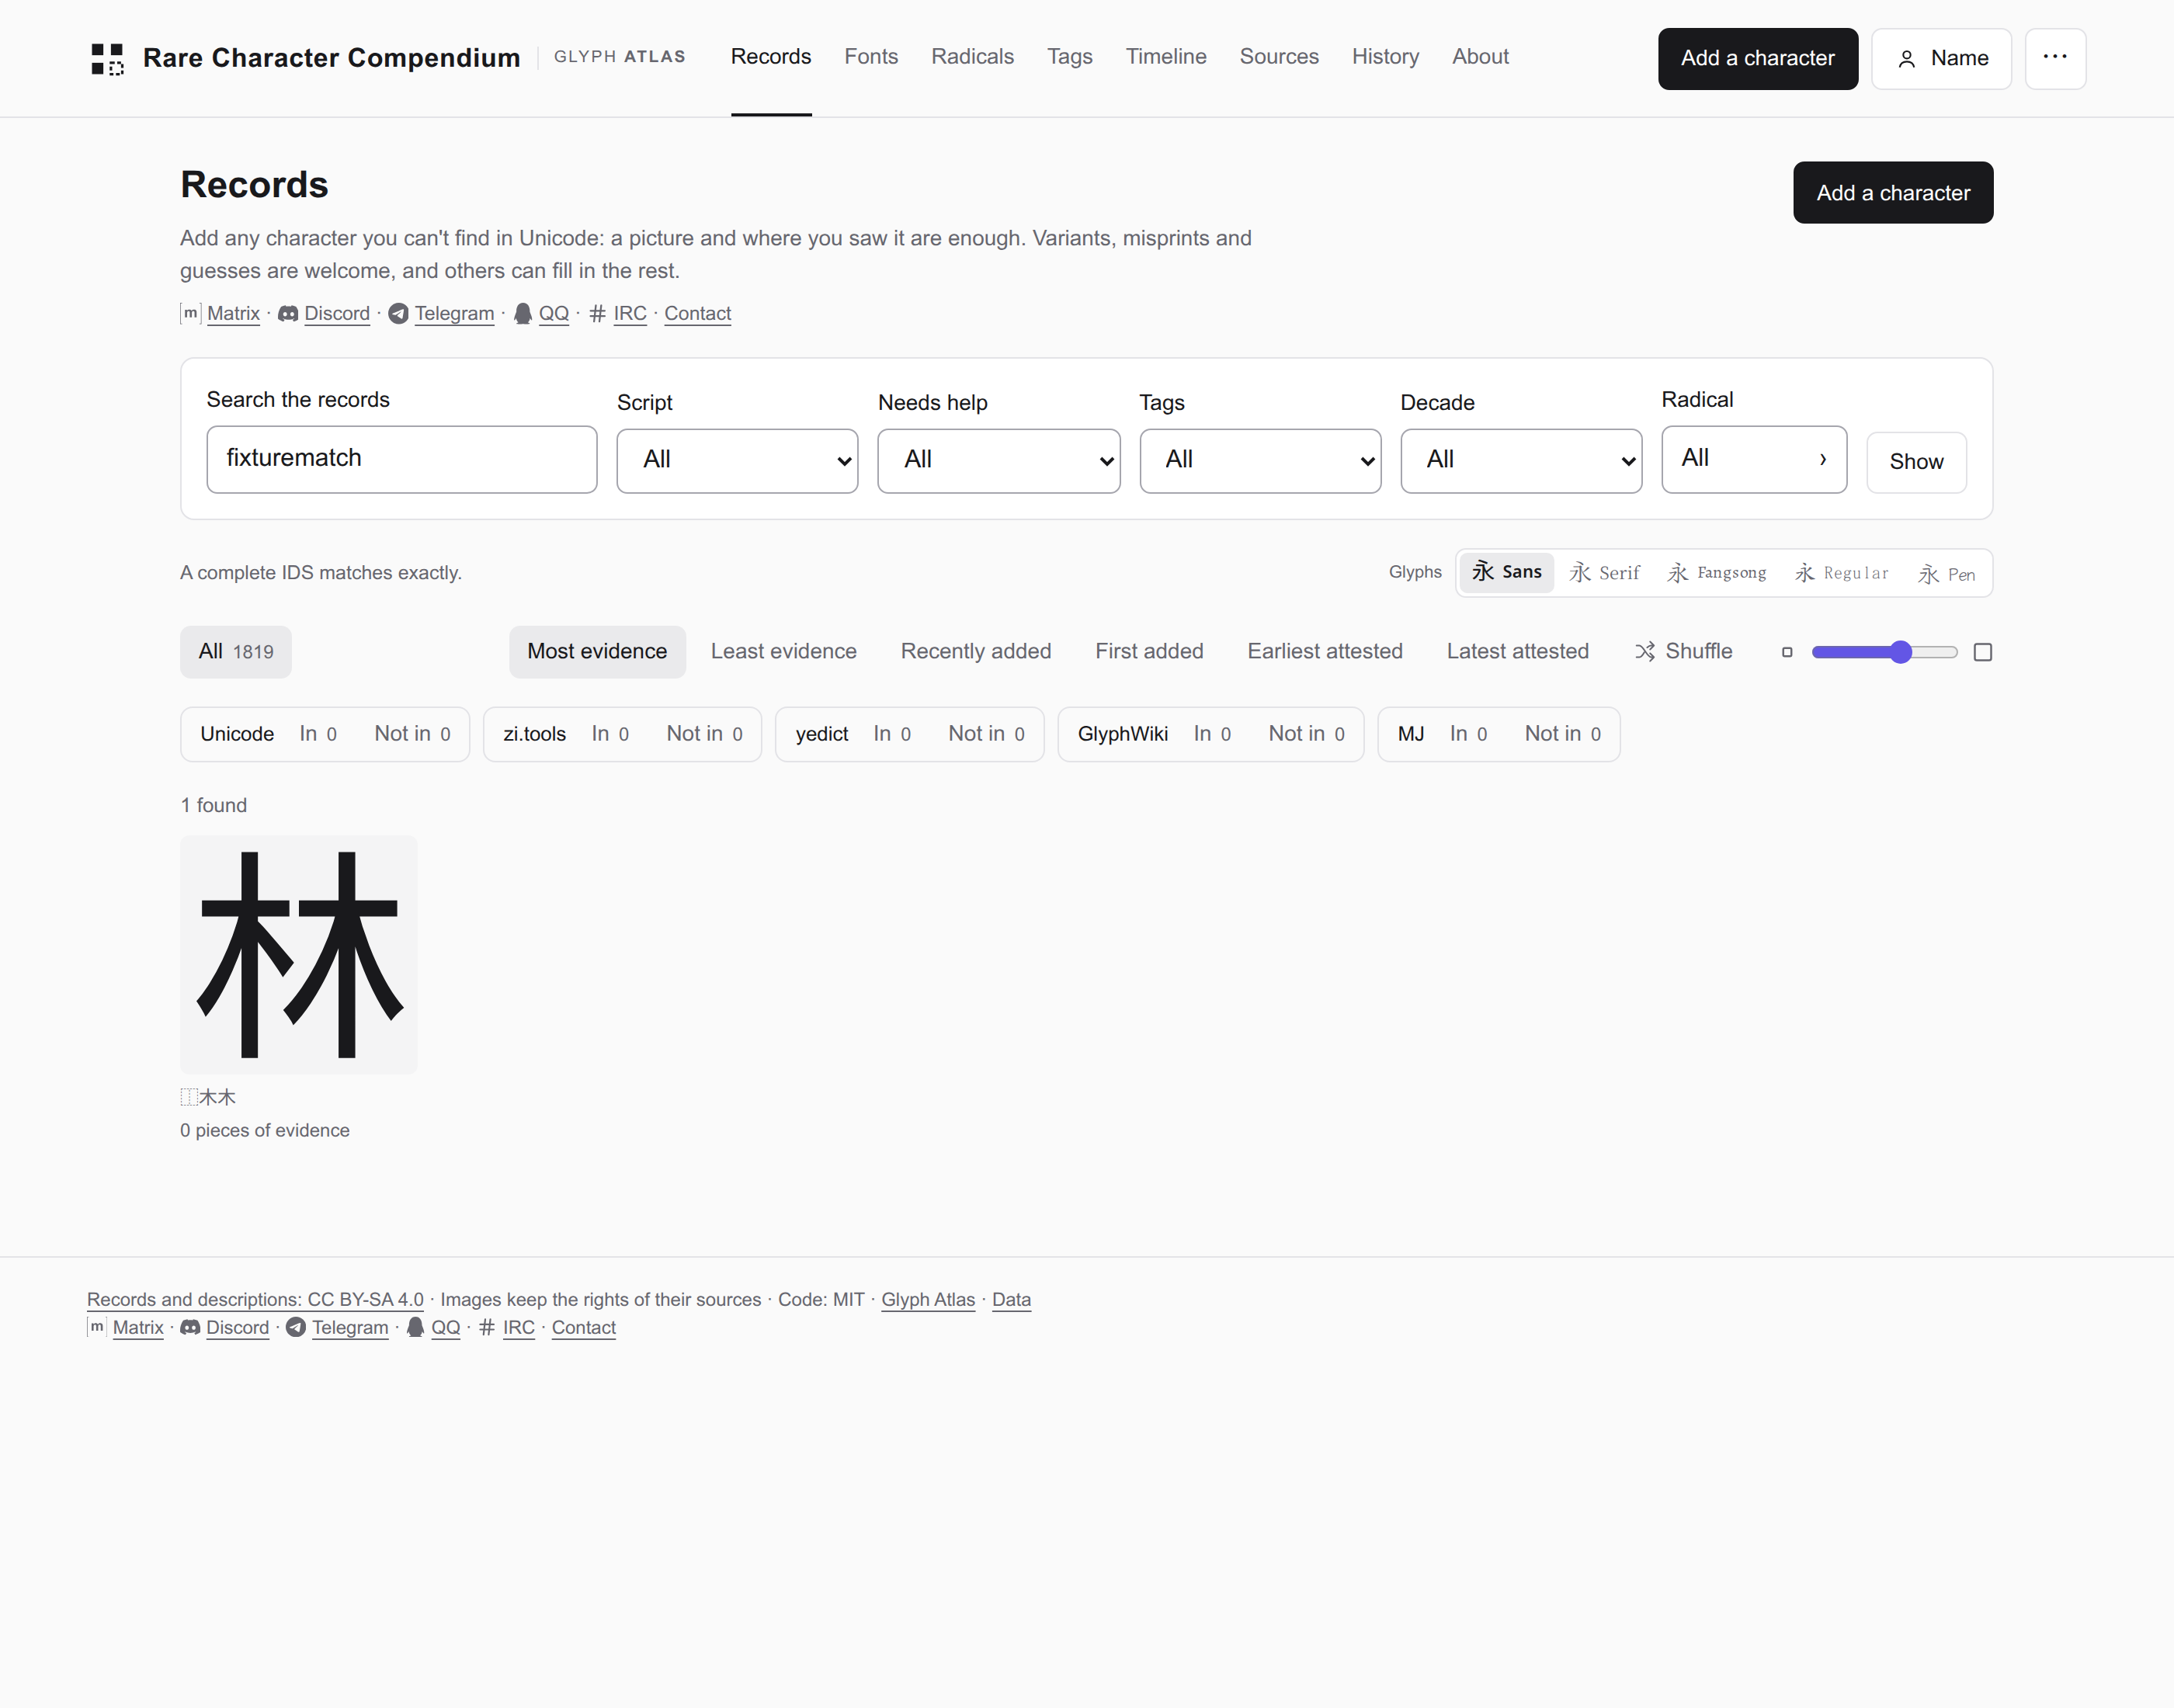 Rare Character Compendium GLYPH ATLAS Records Fonts Radicals Tags Timeline Sources History About Add a character Name ···
Records Add a character
Add any character you can't find in Unicode: a picture and where you saw it are enough. Variants, misprints and
guesses are welcome, and others can fill in the rest.
[m] Matrix · Discord · Telegram · QQ · # IRC · Contact
Search the records Script Needs help Tags Decade Radical
fixturematch All All All All All › Show
A complete IDS matches exactly. Glyphs 永 Sans 永 Serif 永 Fangsong 永 Regular 永 Pen
All 1819 Most evidence Least evidence Recently added First added Earliest attested Latest attested Shuffle
Unicode In 0 Not in 0 zi.tools In 0 Not in 0 yedict In 0 Not in 0 GlyphWiki In 0 Not in 0 MJ In 0 Not in 0
1 found
林
⿰木木
0 pieces of evidence
Records and descriptions: CC BY-SA 4.0 · Images keep the rights of their sources · Code: MIT · Glyph Atlas · Data
[m] Matrix · Discord · Telegram · QQ · # IRC · Contact